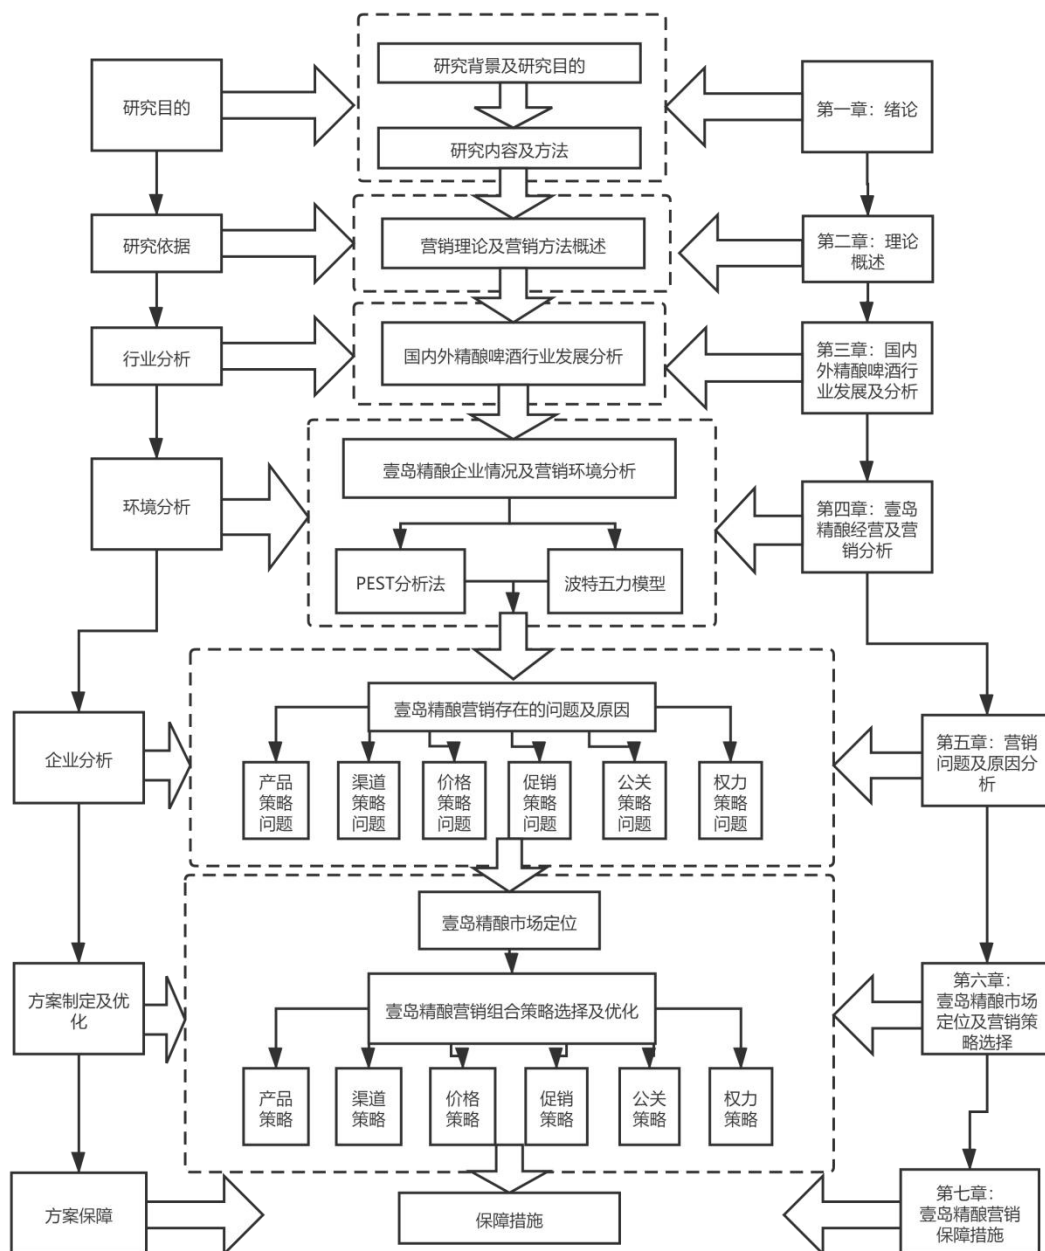 研究背景及研究目的
研究目的
第一章：绪论
研究内容及方法
研究依据
营销理论及营销方法概述
第二章：理论
概述
行业分析
国内外精酿啤酒行业发展分析
第三章：国内
外精酿啤酒行
业发展及分析
壹岛精酿企业情况及营销环境分析
环境分析
第四章：壹岛
精酿经营及营
销分析
PEST分析法
波特五力模型
壹岛精酿营销存在的问题及原因
企业分析
第五章：营销
问题及原因分
析
产品
策略
问题
渠道
策略
问题
价格
策略
问题
促销
策略
问题
公关
策略
问题
权力
策略
问题
壹岛精酿市场定位
方案制定及优
化
壹岛精酿营销组合策略选择及优化
第六章：
壹岛精酿市场
定位及营销策
略选择
产品
策略
渠道
策略
价格
策略
促销
策略
公关
策略
权力
策略
方案保障
保障措施
第七章：
壹岛精酿营销
保障措施